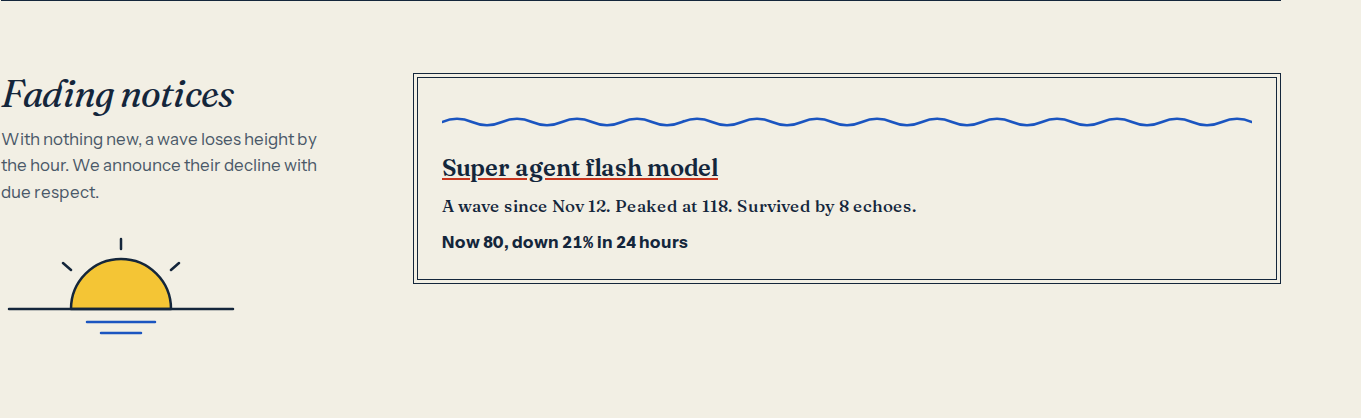 Fading notices
With nothing new, a wave loses height by
the hour. We announce their decline with
due respect.
Super agent flash model
A wave since Nov 12. Peaked at 118. Survived by 8 echoes.
Now 80, down 21% in 24 hours